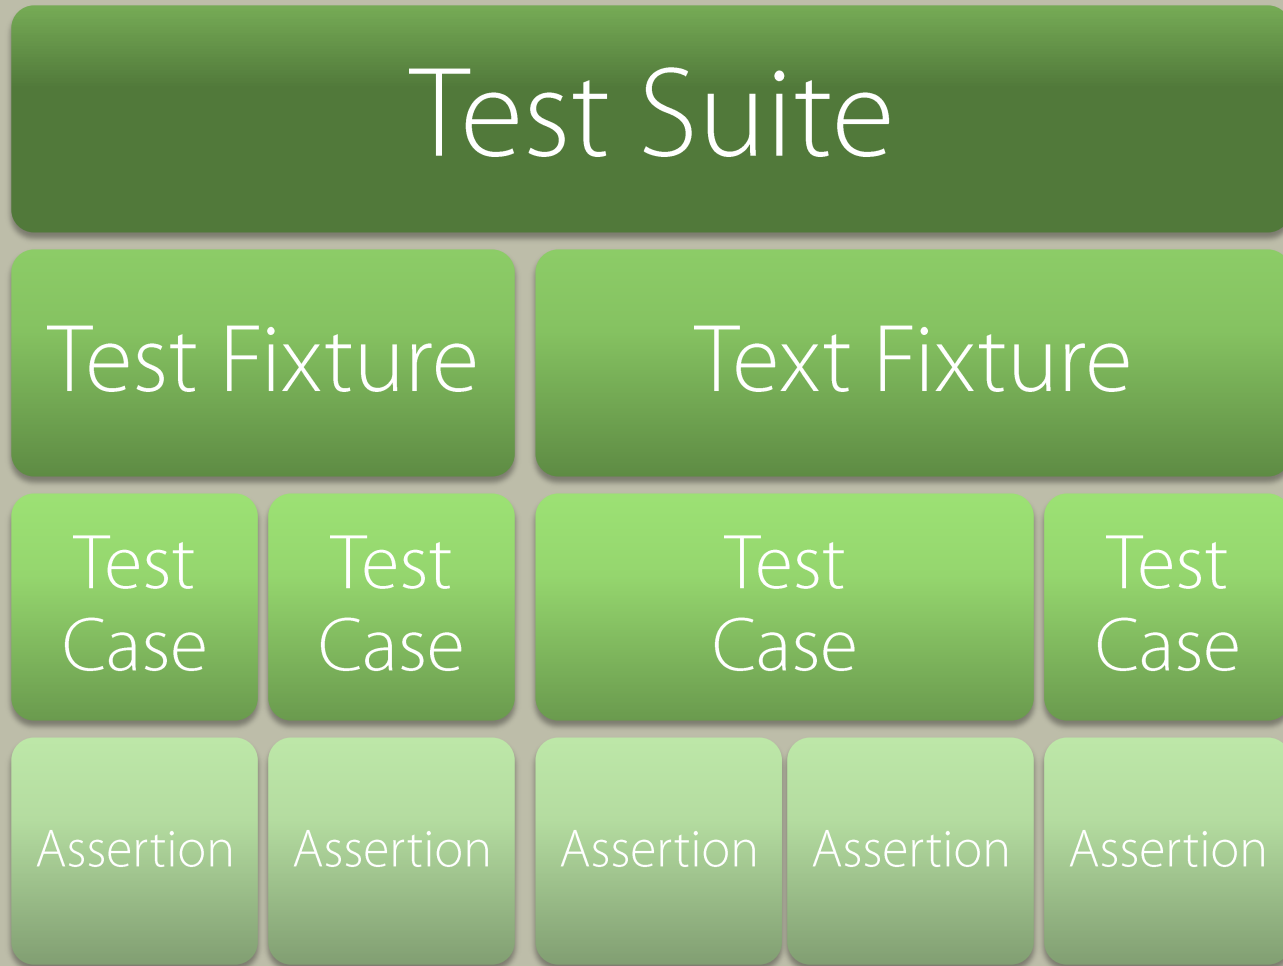 Test Suite
Test Fixture
Text Fixture
Test
Case
Test
Case
Test
Case
Test
Case
Assertion
Assertion
Assertion
Assertion
Assertion